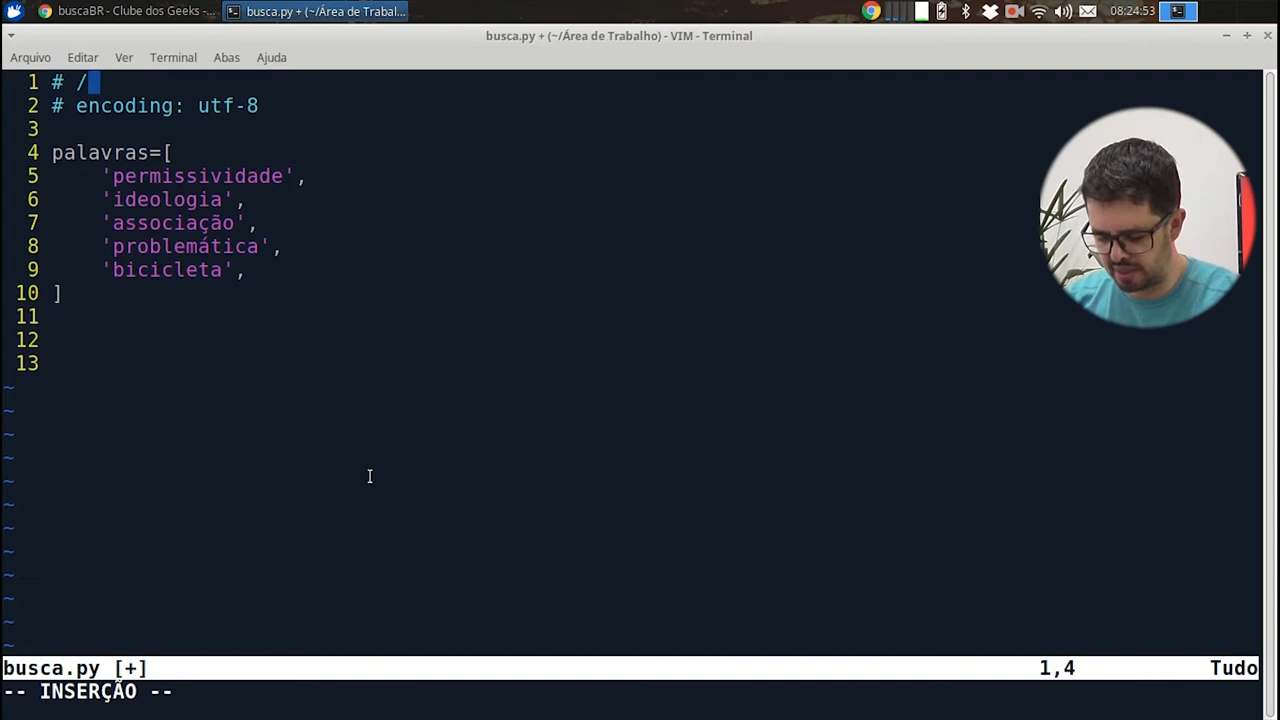 buscaBR - Clube dos Geeks -...
busca.py + (~/Área de Trabal...
08:24:53
busca.py + (~/Área de Trabalho) - VIM - Terminal
Arquivo Editar Ver Terminal Abas Ajuda
1 # /
2 # encoding: utf-8
3
4 palavras=[
5 'permissividade',
6 'ideologia',
7 'associação',
8 'problemática',
9 'bicicleta',
10 ]
11
12
13
~
~
~
~
~
~
~
~
~
~
~
~
busca.py [+] 1,4 Tudo
-- INSERÇÃO --